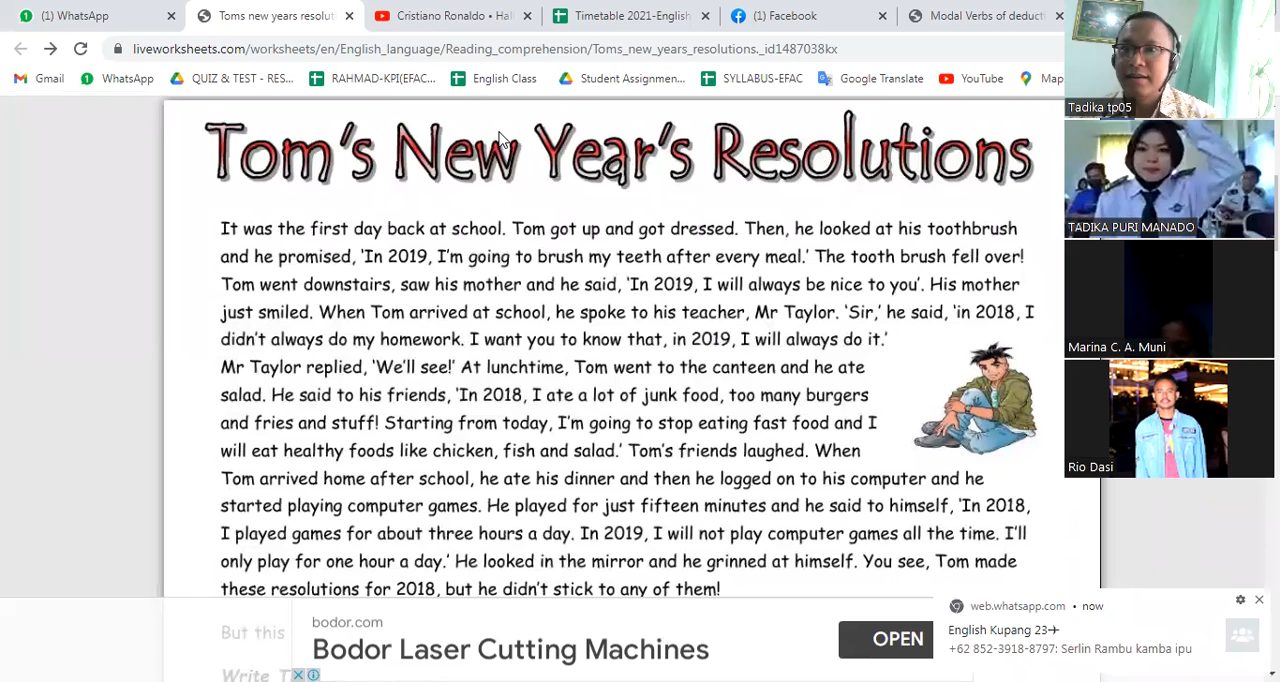 (1) WhatsApp
Toms new years resolut
Cristiano Ronaldo • Hal
Timetable 2021-English
(1) Facebook
Modal Verbs of deducti
liveworksheets.com/worksheets/en/English_language/Reading_comprehension/Toms_new_years_resolutions._id1487038kx
Gmail
WhatsApp
QUIZ & TEST - RES...
RAHMAD-KPI(EFAC...
English Class
Student Assignmen...
SYLLABUS-EFAC
Google Translate
YouTube
Map
Tom's New Year's Resolutions
It was the first day back at school. Tom got up and got dressed. Then, he looked at his toothbrush
and he promised, 'In 2019, I'm going to brush my teeth after every meal.' The tooth brush fell over!
Tom went downstairs, saw his mother and he said, 'In 2019, I will always be nice to you'. His mother
just smiled. When Tom arrived at school, he spoke to his teacher, Mr Taylor. 'Sir,' he said, 'in 2018, I
didn't always do my homework. I want you to know that, in 2019, I will always do it.'
Mr Taylor replied, 'We'll see!' At lunchtime, Tom went to the canteen and he ate
salad. He said to his friends, 'In 2018, I ate a lot of junk food, too many burgers
and fries and stuff! Starting from today, I'm going to stop eating fast food and I
will eat healthy foods like chicken, fish and salad.' Tom's friends laughed. When
Tom arrived home after school, he ate his dinner and then he logged on to his computer and he
started playing computer games. He played for just fifteen minutes and he said to himself, 'In 2018,
I played games for about three hours a day. In 2019, I will not play computer games all the time. I'll
only play for one hour a day.' He looked in the mirror and he grinned at himself. You see, Tom made
these resolutions for 2018, but he didn't stick to any of them!
But this
Write T
bodor.com
Bodor Laser Cutting Machines
OPEN
web.whatsapp.com • now
English Kupang 23✈
+62 852-3918-8797: Serlin Rambu kamba ipu
Tadika tp05
TADIKA PURI MANADO
Marina C. A. Muni
Rio Dasi